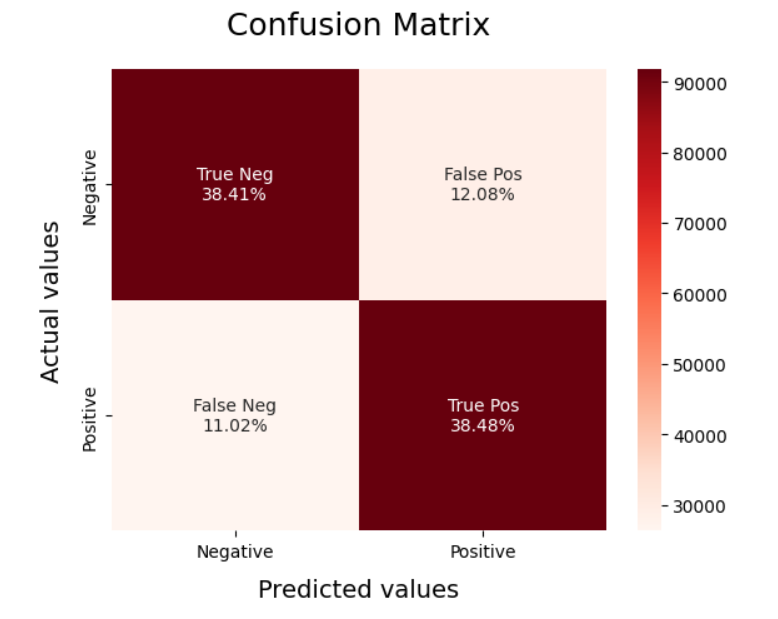 Confusion Matrix
Actual values
Negative
Positive
True Neg
38.41%
False Pos
12.08%
False Neg
11.02%
True Pos
38.48%
Negative
Positive
Predicted values
90000
80000
70000
60000
50000
40000
30000